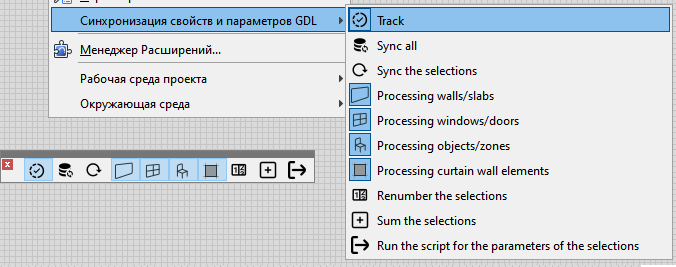 Синхронизация свойств и параметров GDL
Менеджер Расширений...
Рабочая среда проекта
Окружающая среда
Track
Sync all
Sync the selections
Processing walls/slabs
Processing windows/doors
Processing objects/zones
Processing curtain wall elements
Renumber the selections
Sum the selections
Run the script for the parameters of the selections